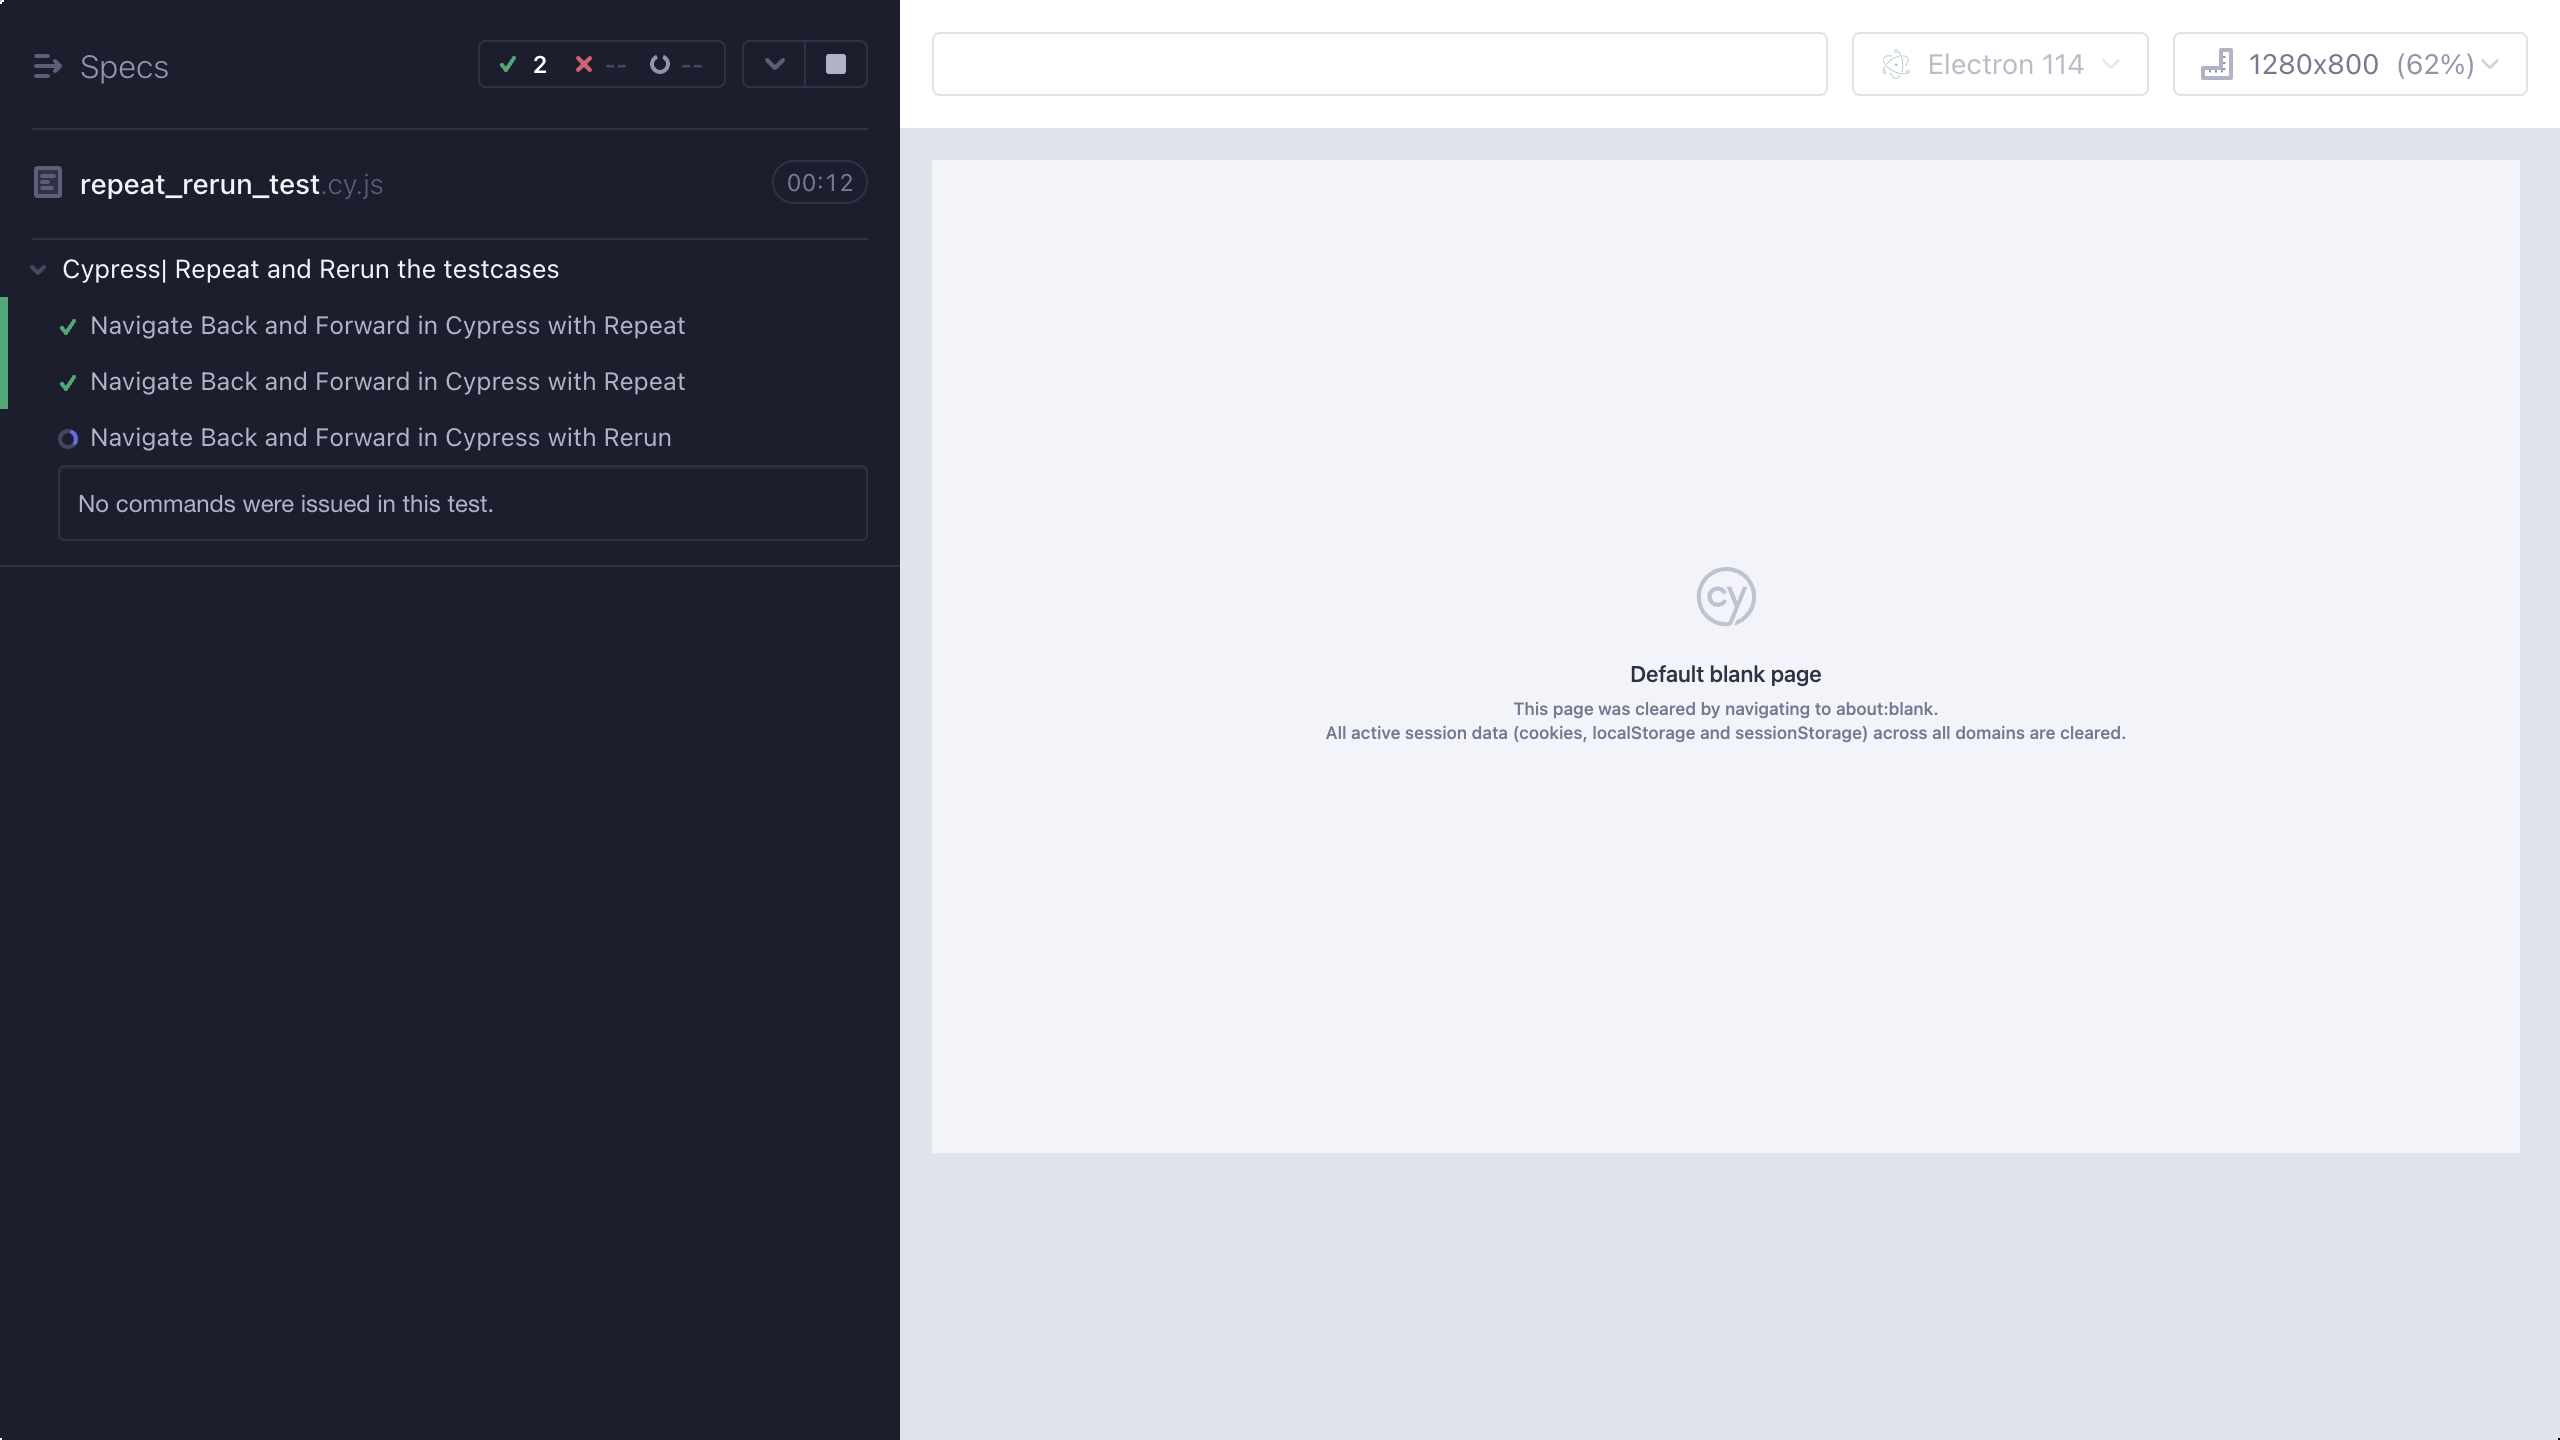 Specs
2 -- --
Electron 114
1280x800 (62%)
repeat_rerun_test.cy.js
00:12
Cypress| Repeat and Rerun the testcases
Navigate Back and Forward in Cypress with Repeat
Navigate Back and Forward in Cypress with Repeat
Navigate Back and Forward in Cypress with Rerun
No commands were issued in this test.
cy
Default blank page
This page was cleared by navigating to about:blank.
All active session data (cookies, localStorage and sessionStorage) across all domains are cleared.